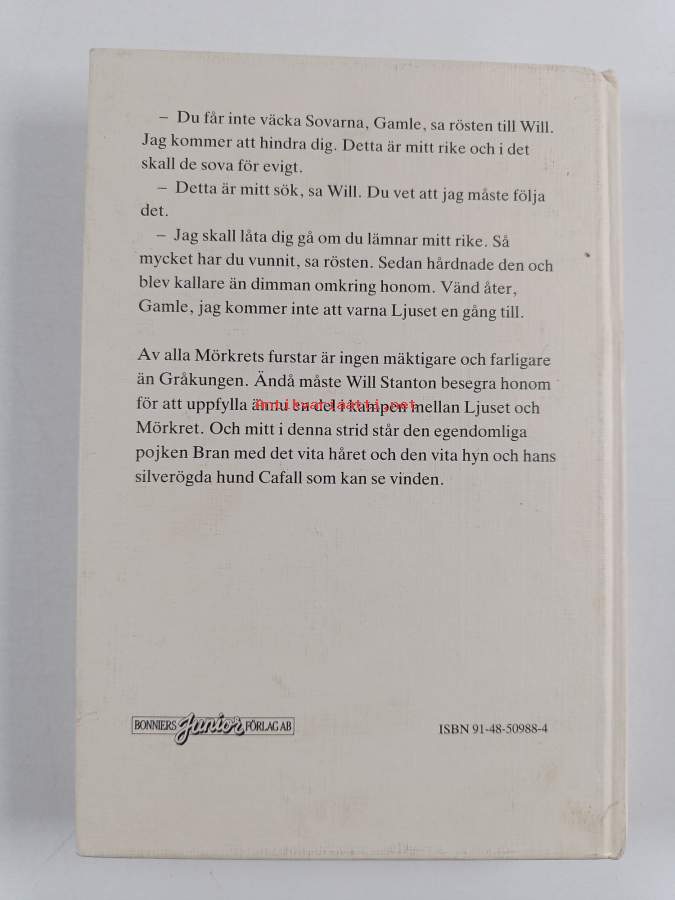 – Du får inte väcka Sovarna, Gamle, sa rösten till Will.
Jag kommer att hindra dig. Detta är mitt rike och i det
skall de sova för evigt.
– Detta är mitt sök, sa Will. Du vet att jag måste följa
det.
– Jag skall låta dig gå om du lämnar mitt rike. Så
mycket har du vunnit, sa rösten. Sedan hårdnade den och
blev kallare än dimman omkring honom. Vänd åter,
Gamle, jag kommer inte att varna Ljuset en gång till.
Av alla Mörkrets furstar är ingen mäktigare och farligare
än Gråkungen. Ändå måste Will Stanton besegra honom
för att uppfylla ännu en del i kampen mellan Ljuset och
Antikvariaatti.net
Mörkret. Och mitt i denna strid står den egendomliga
pojken Bran med det vita håret och den vita hyn och hans
silverögda hund Cafall som kan se vinden.
BONNIERS Junior FÖRLAG AB
ISBN 91-48-50988-4